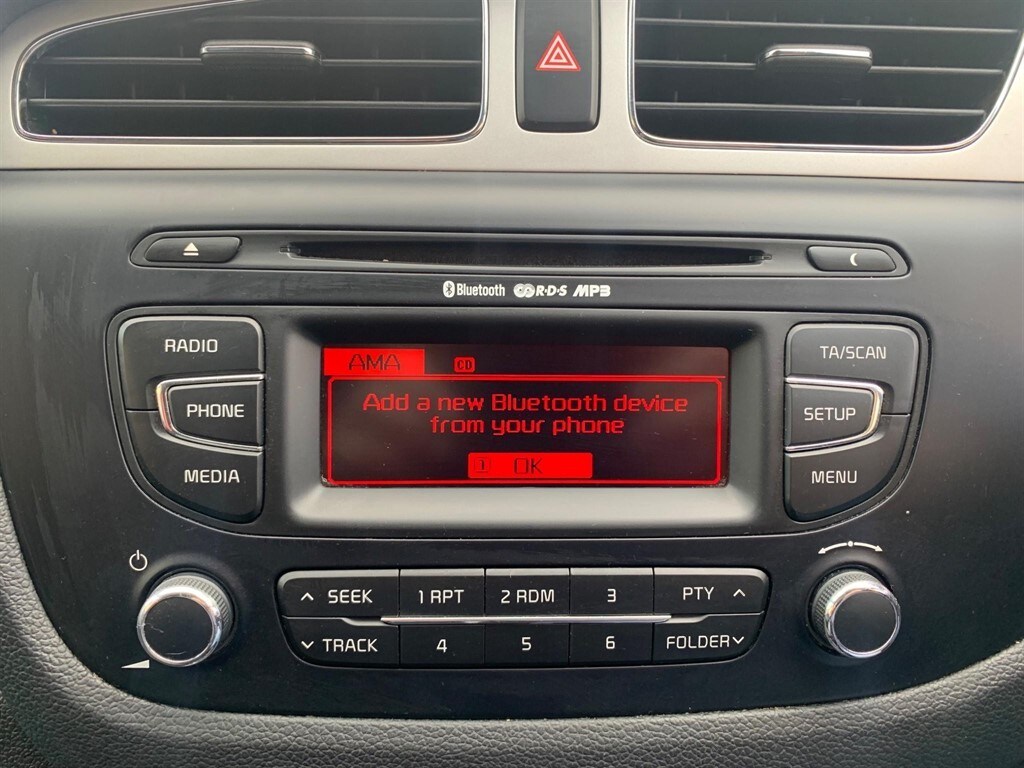 Bluetooth R·D·S MP3
RADIO
PHONE
MEDIA
AMA CD
Add a new Bluetooth device
from your phone
1 OK
TA/SCAN
SETUP
MENU
SEEK 1 RPT 2 RDM 3 PTY
TRACK 4 5 6 FOLDER